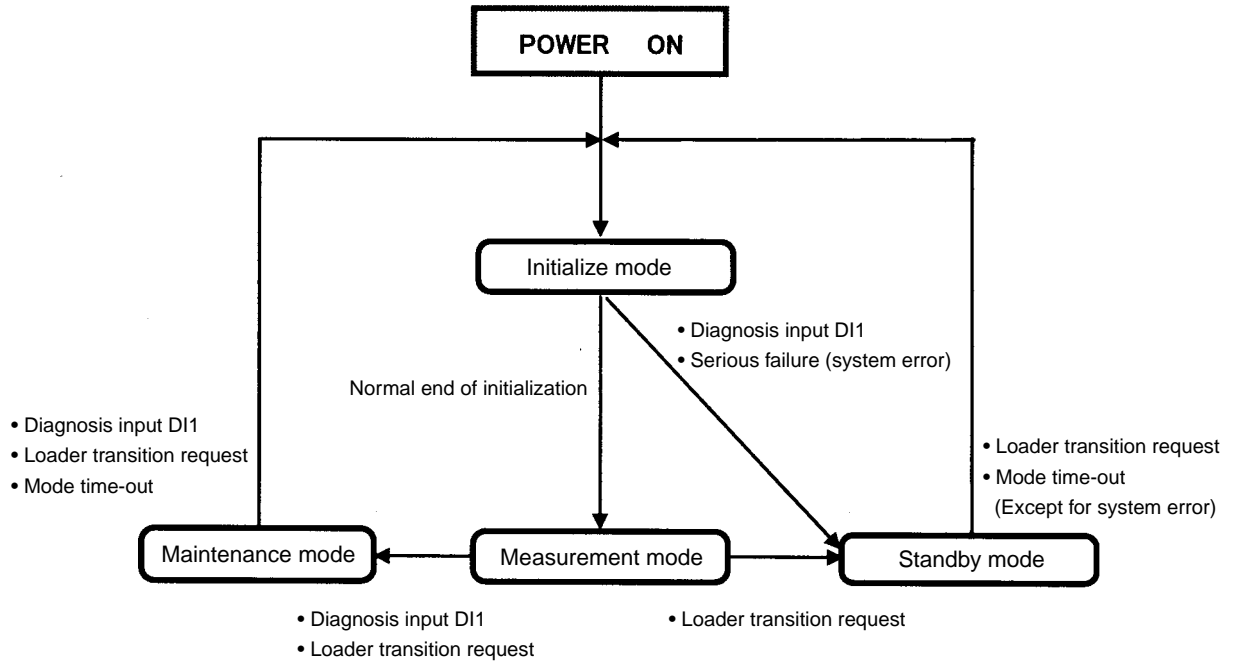 POWER ON
Initialize mode
• Diagnosis input DI1
• Serious failure (system error)
Normal end of initialization
• Diagnosis input DI1
• Loader transition request
• Mode time-out
• Loader transition request
• Mode time-out
(Except for system error)
Maintenance mode
Measurement mode
Standby mode
• Diagnosis input DI1
• Loader transition request
• Loader transition request